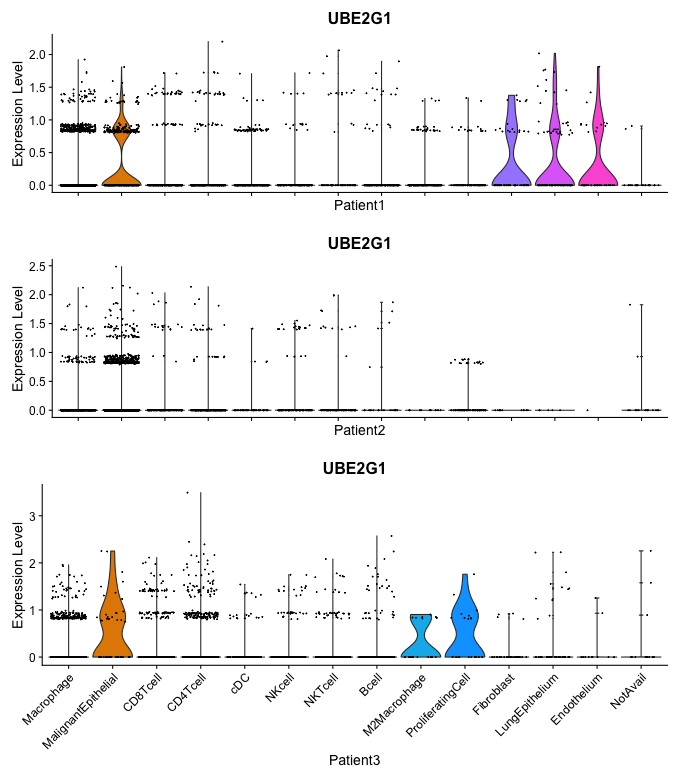 UBE2G1
Expression Level
2.0
1.5
1.0
0.5
0.0
Patient1
UBE2G1
Expression Level
2.5
2.0
1.5
1.0
0.5
0.0
Patient2
UBE2G1
Expression Level
3
2
1
0
Macrophage
MalignantEpithelial
CD8Tcell
CD4Tcell
cDC
NKcell
NKTcell
Bcell
M2Macrophage
ProliferatingCell
Fibroblast
LungEpithelium
Endothelium
NotAvail
Patient3